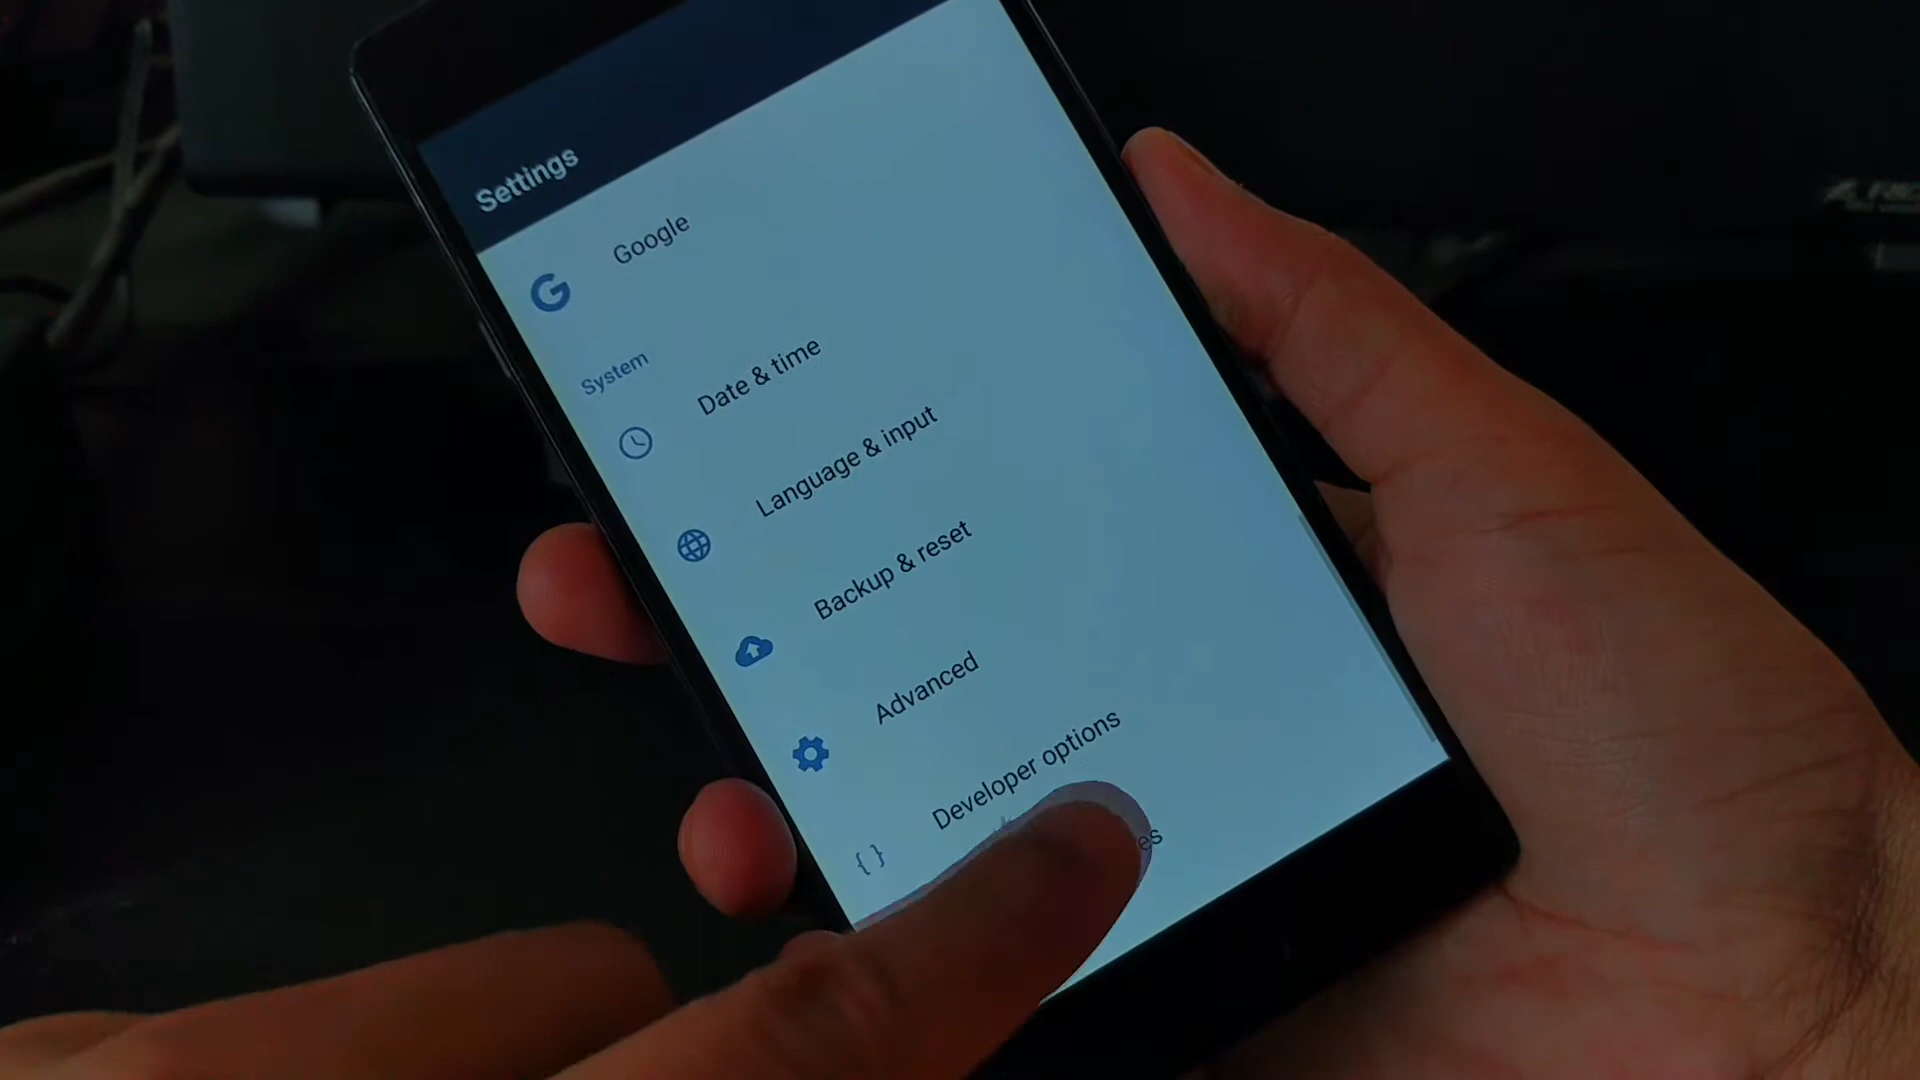 Settings
Google
System
Date & time
Language & input
Backup & reset
Advanced
{ } Developer options